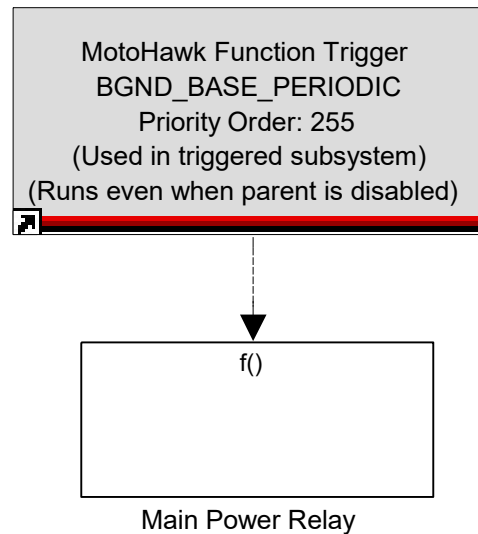 MotoHawk Function Trigger
BGND_BASE_PERIODIC
Priority Order: 255
(Used in triggered subsystem)
(Runs even when parent is disabled)
f()
Main Power Relay